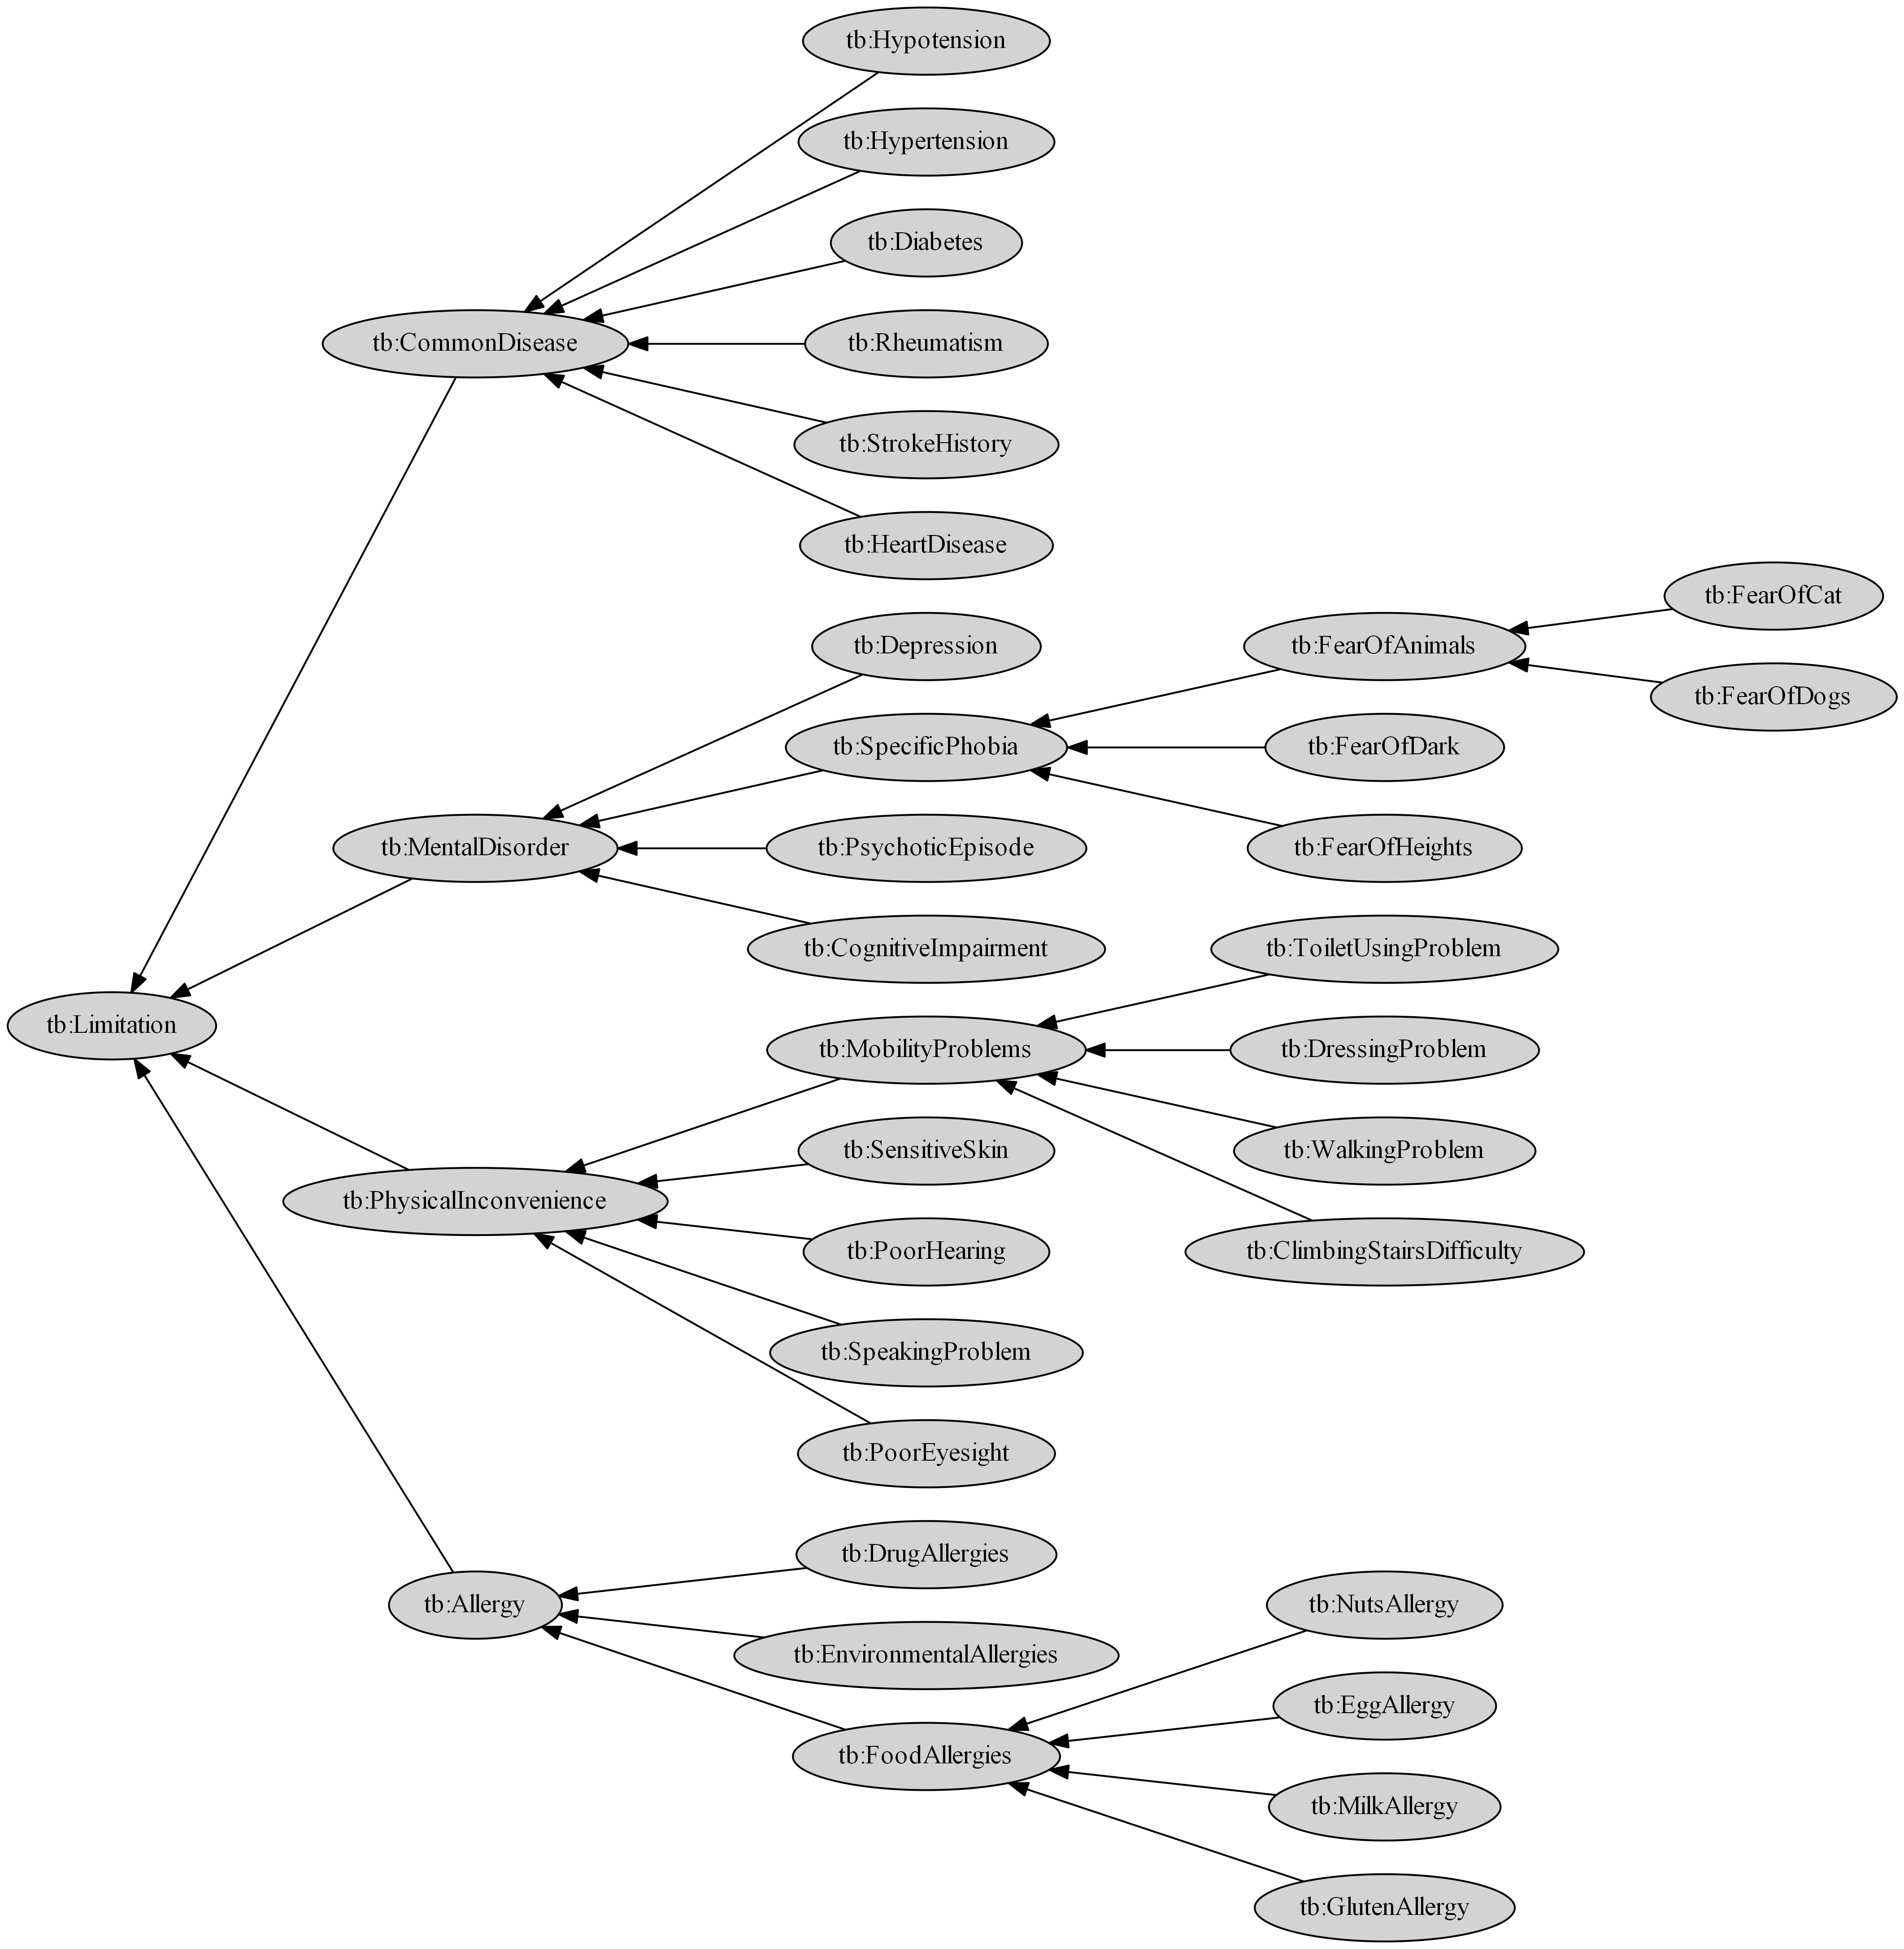 tb:Hypotension
tb:Hypertension
tb:Diabetes
tb:CommonDisease
tb:Rheumatism
tb:StrokeHistory
tb:HeartDisease
tb:FearOfCat
tb:Depression
tb:FearOfAnimals
tb:FearOfDogs
tb:SpecificPhobia
tb:FearOfDark
tb:MentalDisorder
tb:PsychoticEpisode
tb:FearOfHeights
tb:CognitiveImpairment
tb:ToiletUsingProblem
tb:Limitation
tb:MobilityProblems
tb:DressingProblem
tb:SensitiveSkin
tb:WalkingProblem
tb:PhysicalInconvenience
tb:PoorHearing
tb:ClimbingStairsDifficulty
tb:SpeakingProblem
tb:PoorEyesight
tb:DrugAllergies
tb:Allergy
tb:NutsAllergy
tb:EnvironmentalAllergies
tb:EggAllergy
tb:FoodAllergies
tb:MilkAllergy
tb:GlutenAllergy